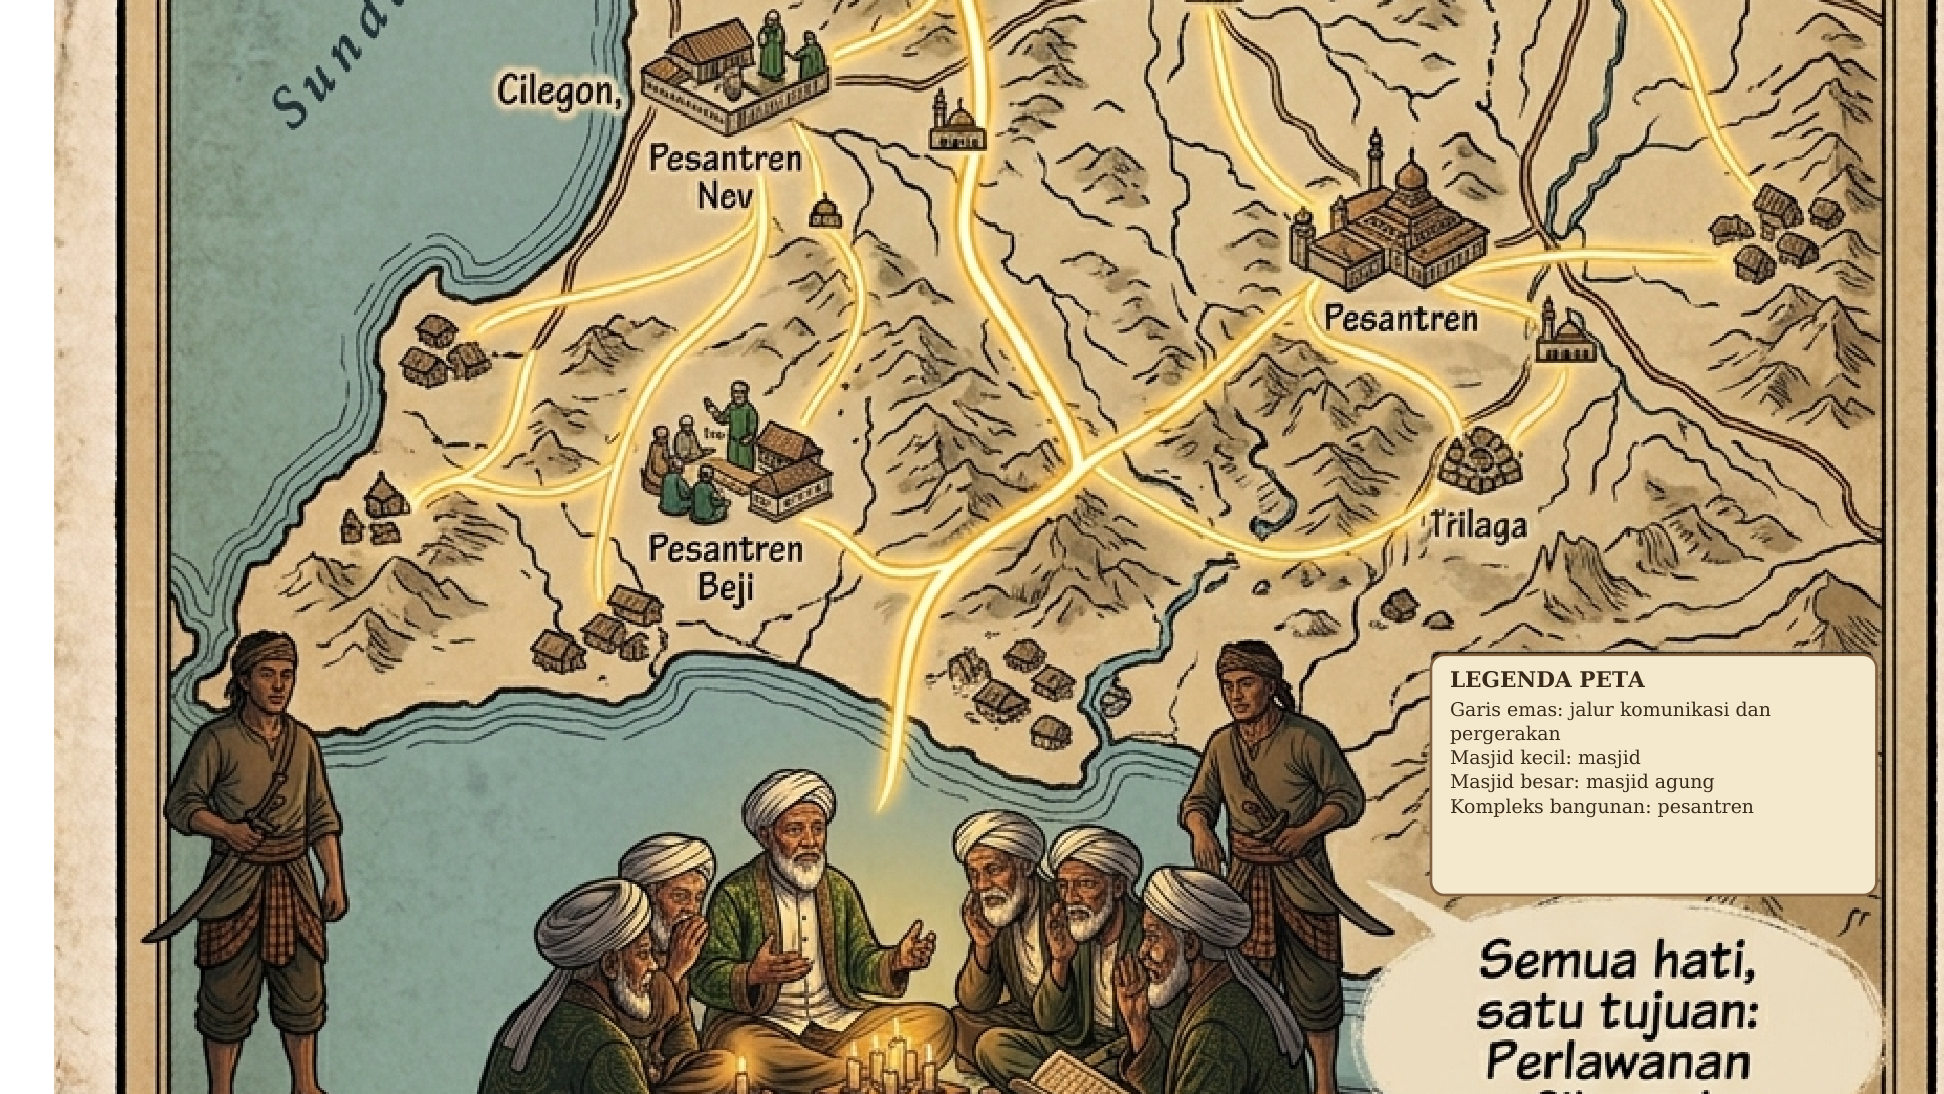 Cilegon,
Pesantren
Nev
Pesantren
Pesantren
Beji
Trilaga
LEGENDA PETA
Garis emas: jalur komunikasi dan
pergerakan
Masjid kecil: masjid
Masjid besar: masjid agung
Kompleks bangunan: pesantren
Semua hati,
satu tujuan:
Perlawanan